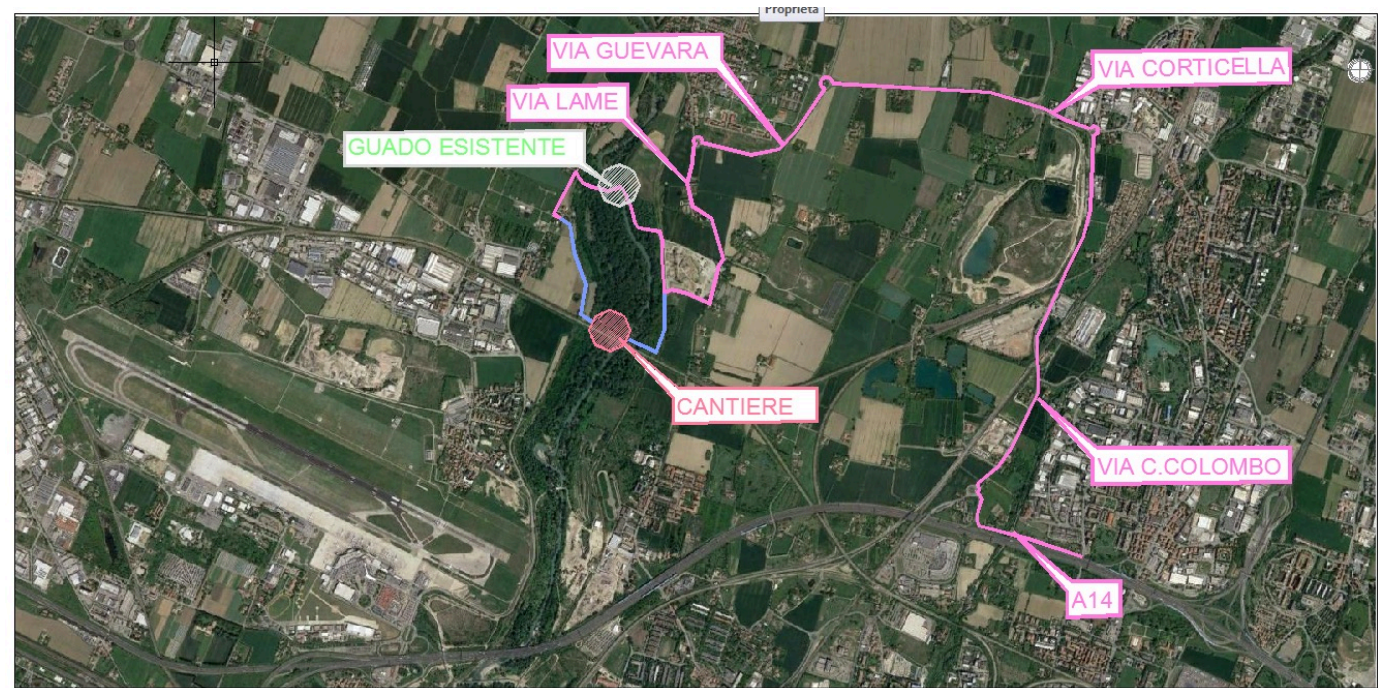 Proprietà
VIA GUEVARA
VIA CORTICELLA
VIA LAME
GUADO ESISTENTE
CANTIERE
VIA C.COLOMBO
A14